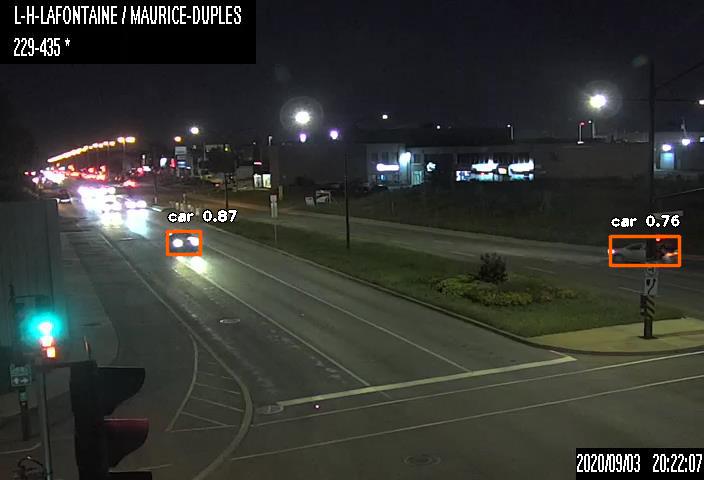 L-H-LAFONTAINE / MAURICE-DUPLES
229-435 *
car 0.87
car 0.76
2020/09/03 20:22:07